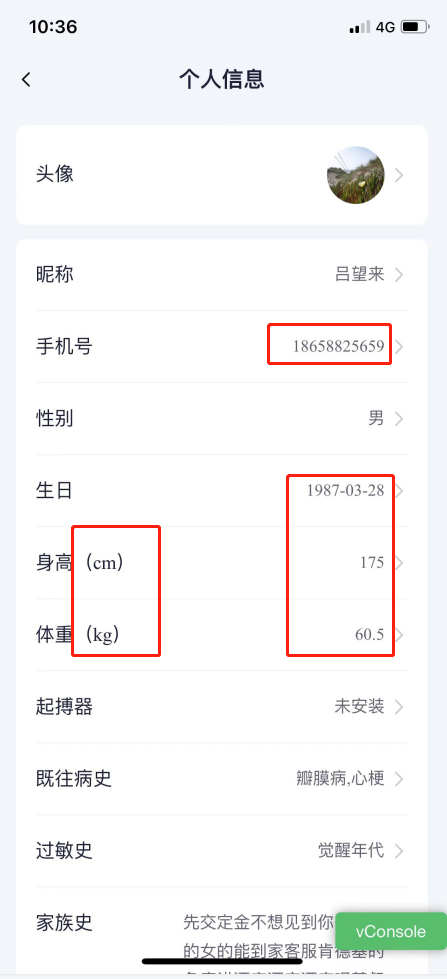 10:36
4G
个人信息
头像
昵称 吕望来
手机号 18658825659
性别 男
生日 1987-03-28
身高（cm） 175
体重（kg） 60.5
起搏器 未安装
既往病史 瓣膜病,心梗
过敏史 觉醒年代
家族史 先交定金不想见到你
vConsole
的女的能到家客服肯德基的